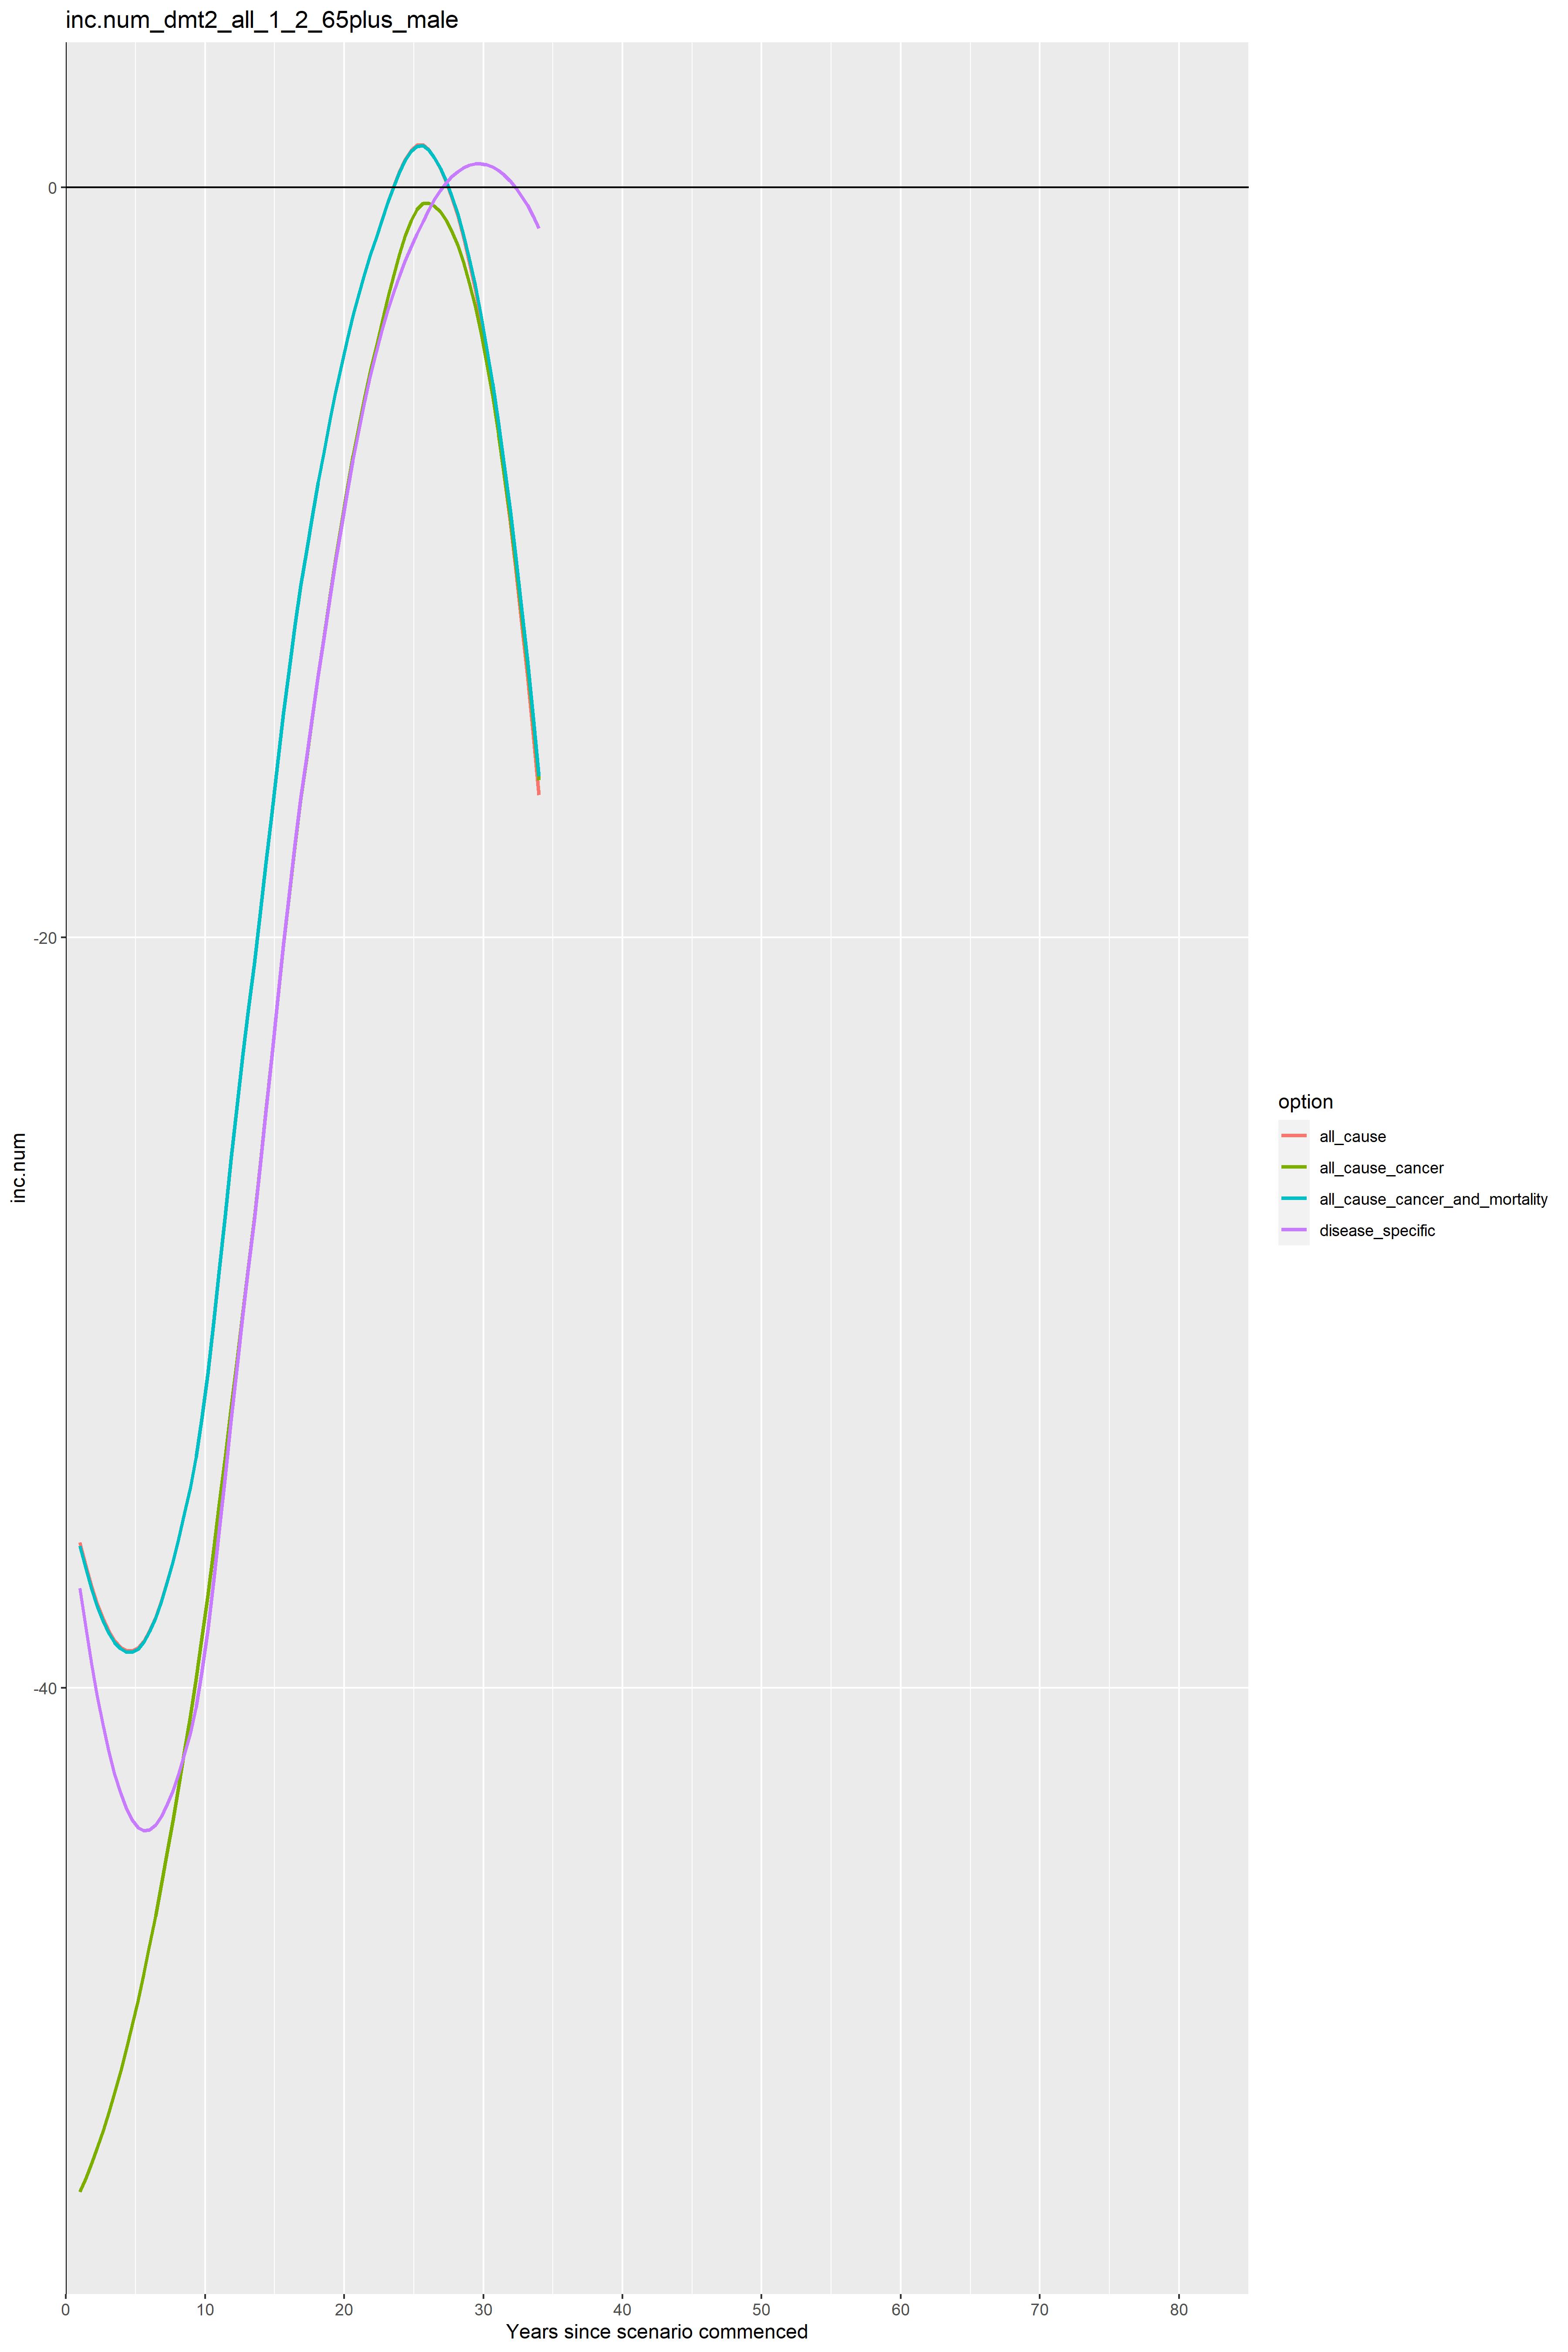 inc.num_dmt2_all_1_2_65plus_male
inc.num
0
-20
-40
0 10 20 30 40 50 60 70 80
Years since scenario commenced
option
all_cause
all_cause_cancer
all_cause_cancer_and_mortality
disease_specific